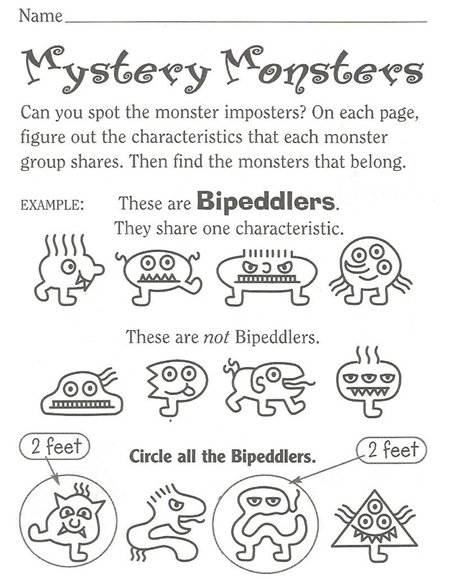 Name
Mystery Monsters
Can you spot the monster imposters? On each page,
figure out the characteristics that each monster
group shares. Then find the monsters that belong.
EXAMPLE: These are Bipeddlers.
They share one characteristic.
These are not Bipeddlers.
2 feet
Circle all the Bipeddlers.
2 feet